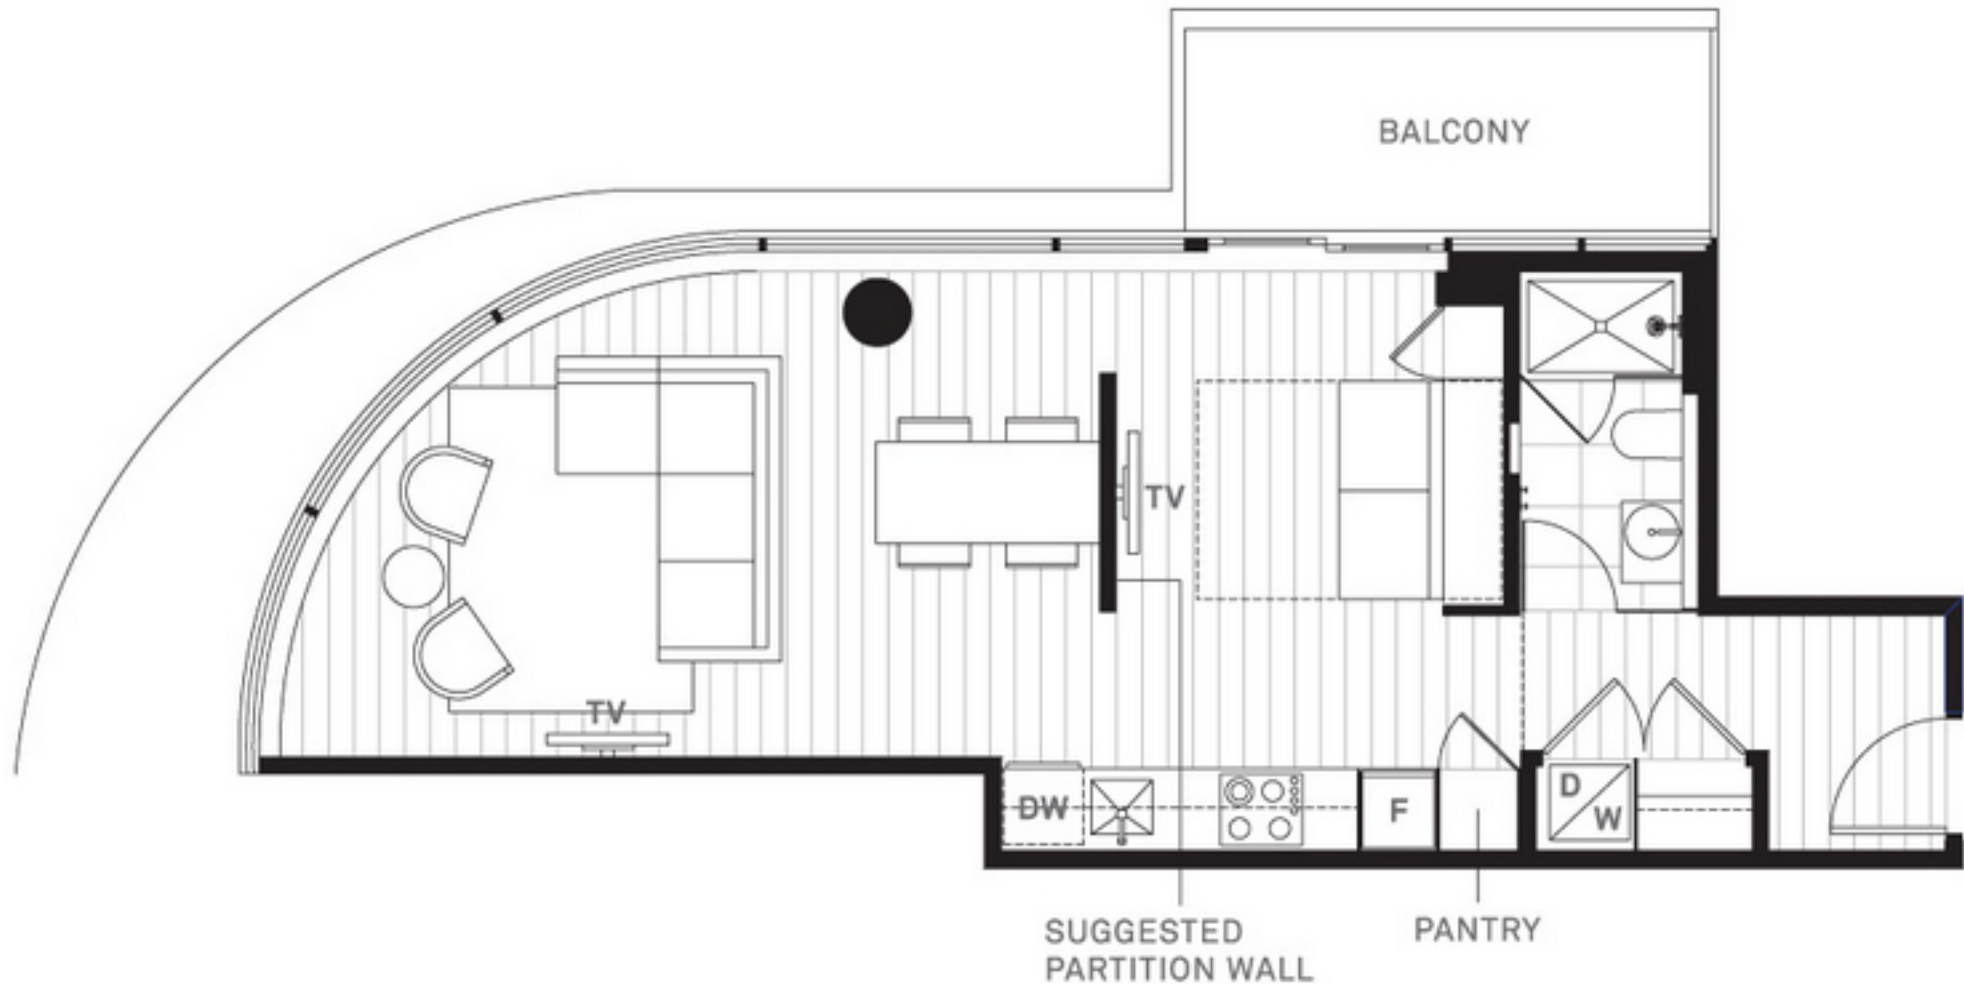 BALCONY
TV
TV
DW
F
D
W
SUGGESTED
PARTITION WALL
PANTRY